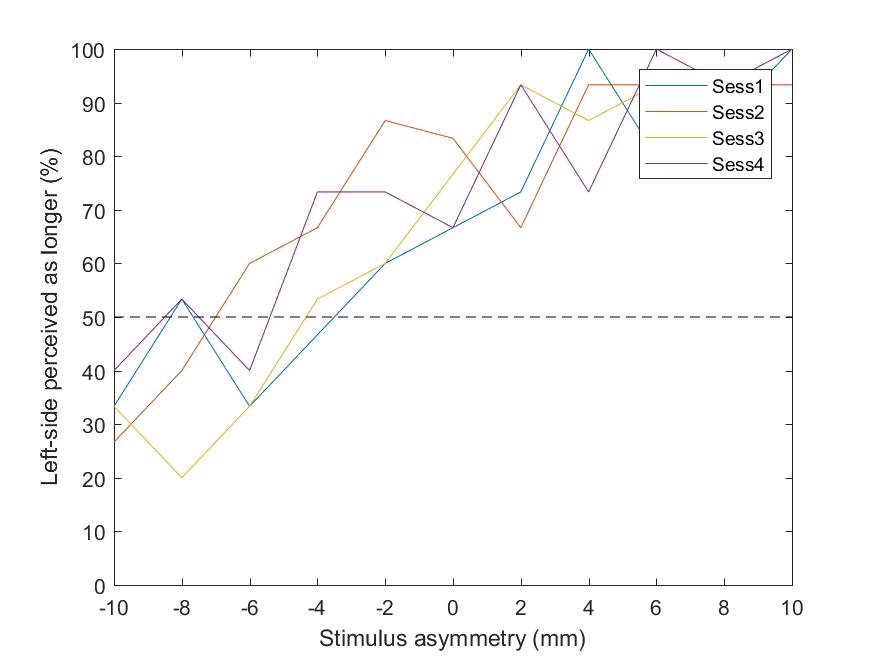 100
90
80
70
60
50
40
30
20
10
0
-10 -8 -6 -4 -2 0 2 4 6 8 10
Left-side perceived as longer (%)
Stimulus asymmetry (mm)
Sess1
Sess2
Sess3
Sess4